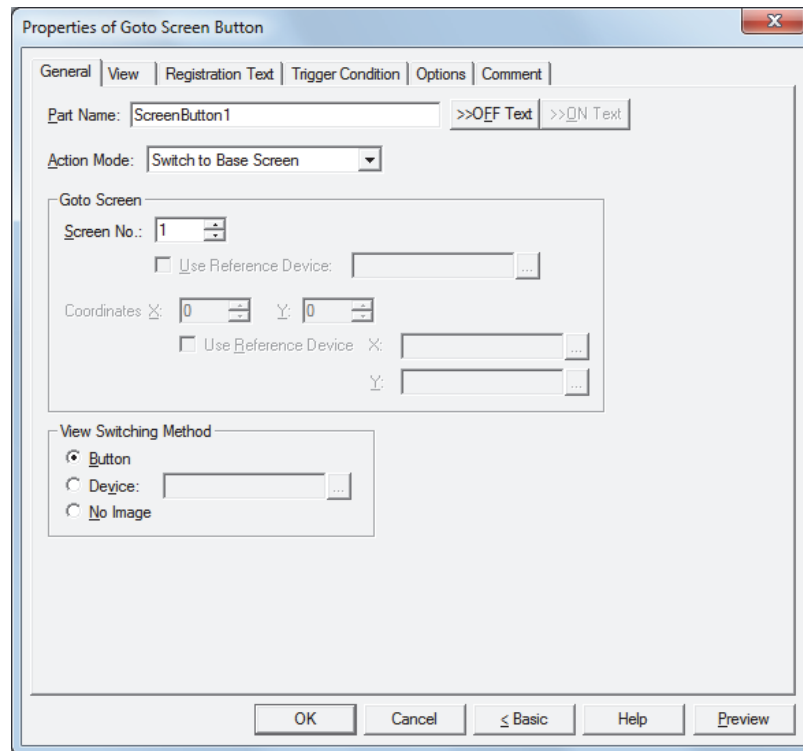 Properties of Goto Screen Button
General View Registration Text Trigger Condition Options Comment
Part Name: ScreenButton1 >>OFF Text >>ON Text
Action Mode: Switch to Base Screen
Goto Screen
Screen No.: 1
Use Reference Device: ...
Coordinates X: 0 Y: 0
Use Reference Device X: ...
Y: ...
View Switching Method
Button
Device: ...
No Image
OK Cancel < Basic Help Preview